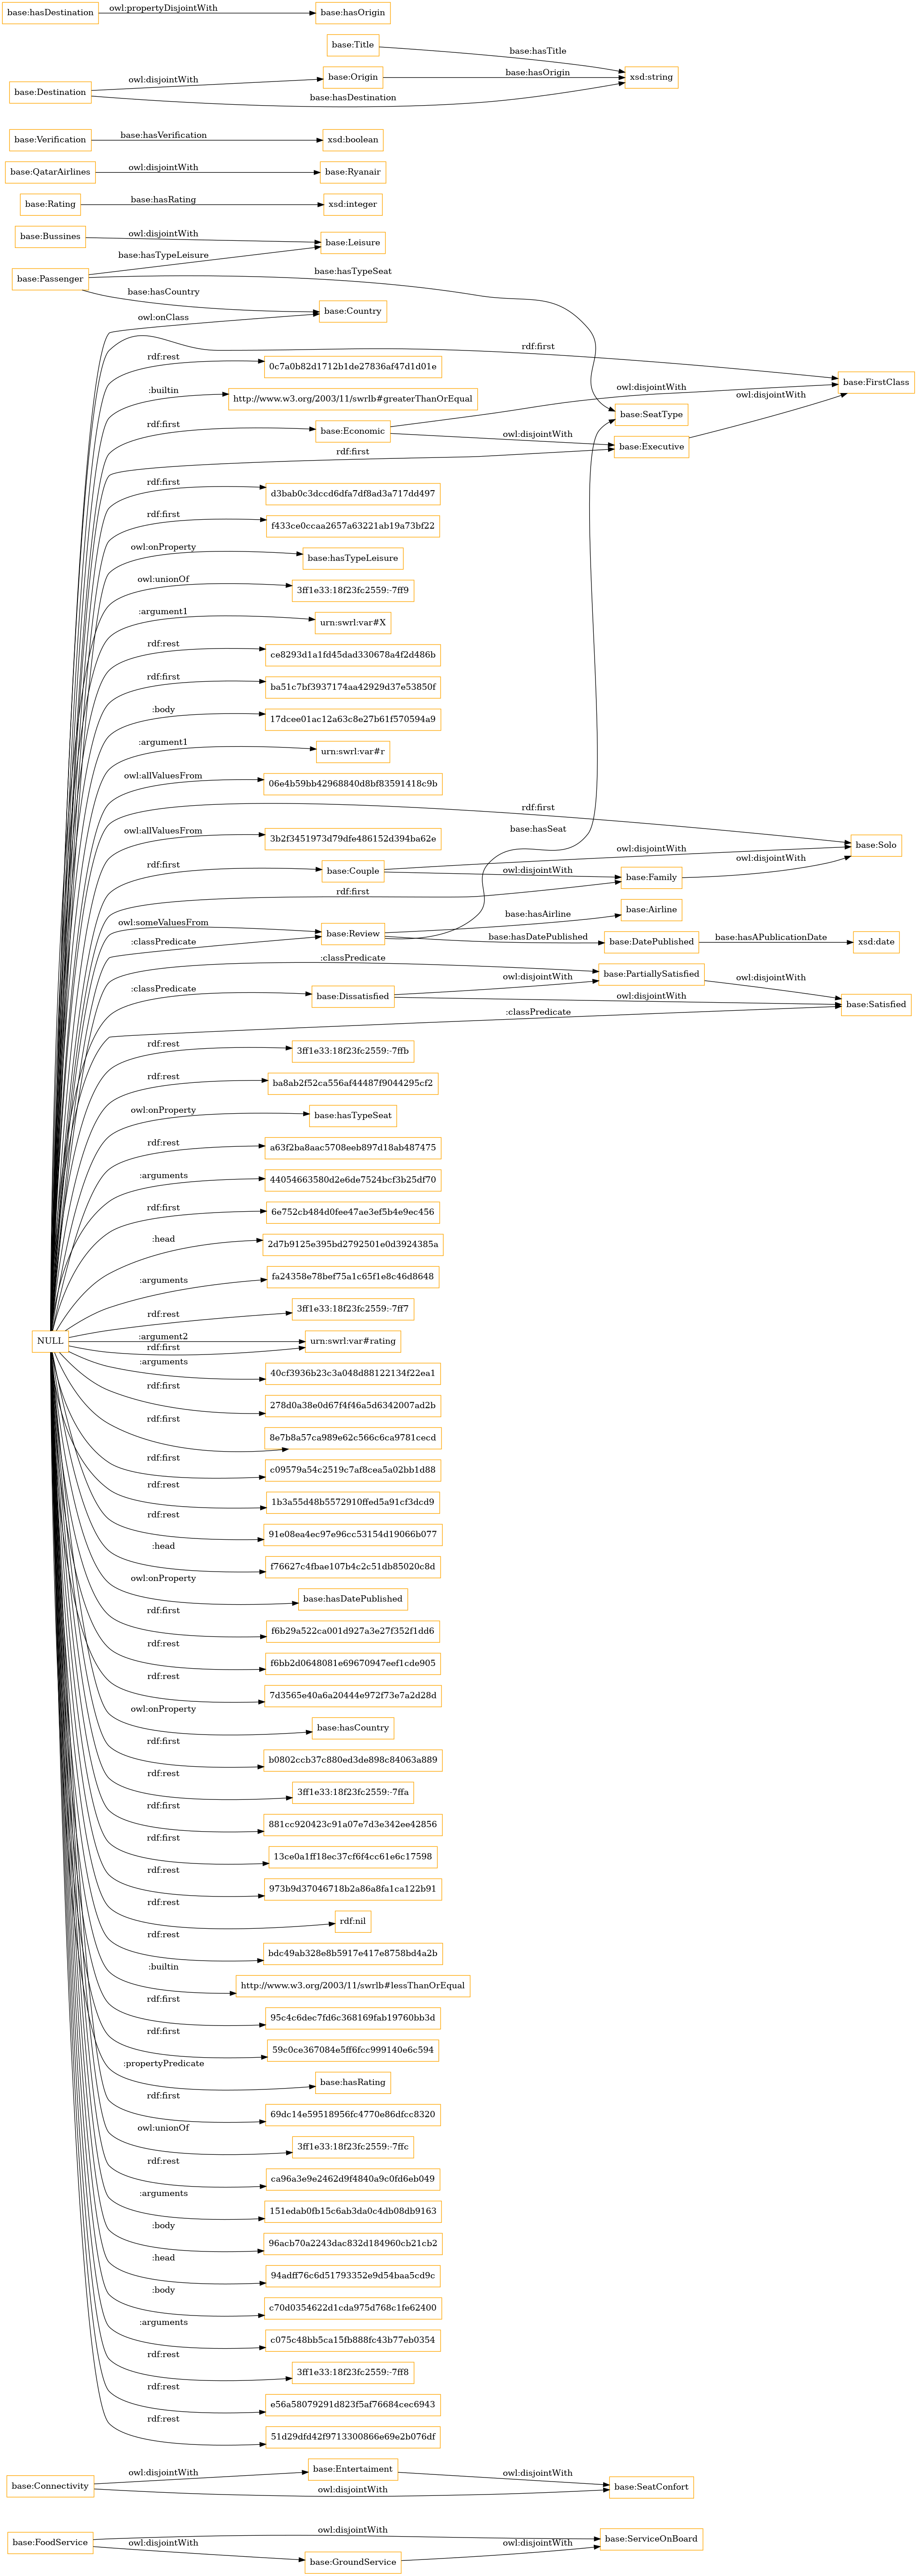 base:hasDestination owl:propertyDisjointWith base:hasOrigin
base:Title base:hasTitle
base:Destination owl:disjointWith base:Origin base:hasOrigin xsd:string
base:hasDestination
base:Verification base:hasVerification xsd:boolean
base:QatarAirlines owl:disjointWith base:Ryanair
base:Rating base:hasRating xsd:integer
base:Bussines owl:disjointWith base:Leisure
base:Passenger base:hasTypeLeisure base:hasTypeSeat
base:hasCountry
owl:onClass base:Country
rdf:first
rdf:rest 0c7a0b82d1712b1de27836af47d1d01e
base:FirstClass
:builtin http://www.w3.org/2003/11/swrlb#greaterThanOrEqual
owl:disjointWith
owl:disjointWith
base:SeatType
rdf:first base:Economic
owl:disjointWith base:Executive
rdf:first
rdf:first d3bab0c3dccd6dfa7df8ad3a717dd497
rdf:first f433ce0ccaa2657a63221ab19a73bf22
owl:onProperty base:hasTypeLeisure
owl:unionOf 3ff1e33:18f23fc2559:-7ff9
:argument1 urn:swrl:var#X
rdf:rest ce8293d1a1fd45dad330678a4f2d486b
rdf:first ba51c7bf3937174aa42929d37e53850f
:body 17dcee01ac12a63c8e27b61f570594a9
:argument1 urn:swrl:var#r
owl:allValuesFrom 06e4b59bb42968840d8bf83591418c9b
rdf:first
base:hasSeat
owl:allValuesFrom 3b2f3451973d79dfe486152d394ba62e
base:Solo
owl:disjointWith
owl:disjointWith
rdf:first base:Couple
owl:disjointWith base:Family
rdf:first
base:Airline
owl:someValuesFrom base:hasAirline
base:Review
:classPredicate base:hasDatePublished base:DatePublished base:hasAPublicationDate xsd:date
:classPredicate
base:PartiallySatisfied
owl:disjointWith owl:disjointWith
:classPredicate base:Dissatisfied owl:disjointWith
base:Satisfied
:classPredicate
rdf:rest 3ff1e33:18f23fc2559:-7ffb
rdf:rest ba8ab2f52ca556af44487f9044295cf2
owl:onProperty base:hasTypeSeat
rdf:rest a63f2ba8aac5708eeb897d18ab487475
:arguments 44054663580d2e6de7524bcf3b25df70
rdf:first 6e752cb484d0fee47ae3ef5b4e9ec456
:head 2d7b9125e395bd2792501e0d3924385a
:arguments fa24358e78bef75a1c65f1e8c46d8648
rdf:rest 3ff1e33:18f23fc2559:-7ff7
NULL :argument2 urn:swrl:var#rating
rdf:first
:arguments 40cf3936b23c3a048d88122134f22ea1
rdf:first 278d0a38e0d67f4f46a5d6342007ad2b
rdf:first 8e7b8a57ca989e62c566c6ca9781cecd
rdf:first c09579a54c2519c7af8cea5a02bb1d88
rdf:rest 1b3a55d48b5572910ffed5a91cf3dcd9
rdf:rest 91e08ea4ec97e96cc53154d19066b077
:head f76627c4fbae107b4c2c51db85020c8d
owl:onProperty base:hasDatePublished
rdf:first f6b29a522ca001d927a3e27f352f1dd6
rdf:rest f6bb2d0648081e69670947eef1cde905
rdf:rest 7d3565e40a6a20444e972f73e7a2d28d
owl:onProperty base:hasCountry
rdf:first b0802ccb37c880ed3de898c84063a889
rdf:rest 3ff1e33:18f23fc2559:-7ffa
rdf:first 881cc920423c91a07e7d3e342ee42856
rdf:first 13ce0a1ff18ec37cf6f4cc61e6c17598
rdf:rest 973b9d37046718b2a86a8fa1ca122b91
rdf:rest rdf:nil
rdf:rest bdc49ab328e8b5917e417e8758bd4a2b
:builtin http://www.w3.org/2003/11/swrlb#lessThanOrEqual
rdf:first 95c4c6dec7fd6c368169fab19760bb3d
rdf:first 59c0ce367084e5ff6fcc999140e6c594
:propertyPredicate base:hasRating
rdf:first 69dc14e59518956fc4770e86dfcc8320
owl:unionOf 3ff1e33:18f23fc2559:-7ffc
rdf:rest ca96a3e9e2462d9f4840a9c0fd6eb049
:arguments 151edab0fb15c6ab3da0c4db08db9163
:body 96acb70a2243dac832d184960cb21cb2
:head 94adff76c6d51793352e9d54baa5cd9c
:body c70d0354622d1cda975d768c1fe62400
:arguments c075c48bb5ca15fb888fc43b77eb0354
rdf:rest 3ff1e33:18f23fc2559:-7ff8
rdf:rest e56a58079291d823f5af76684cec6943
rdf:rest 51d29dfd42f9713300866e69e2b076df
base:Connectivity owl:disjointWith base:Entertaiment owl:disjointWith base:SeatConfort
owl:disjointWith
base:FoodService owl:disjointWith base:ServiceOnBoard
owl:disjointWith base:GroundService owl:disjointWith